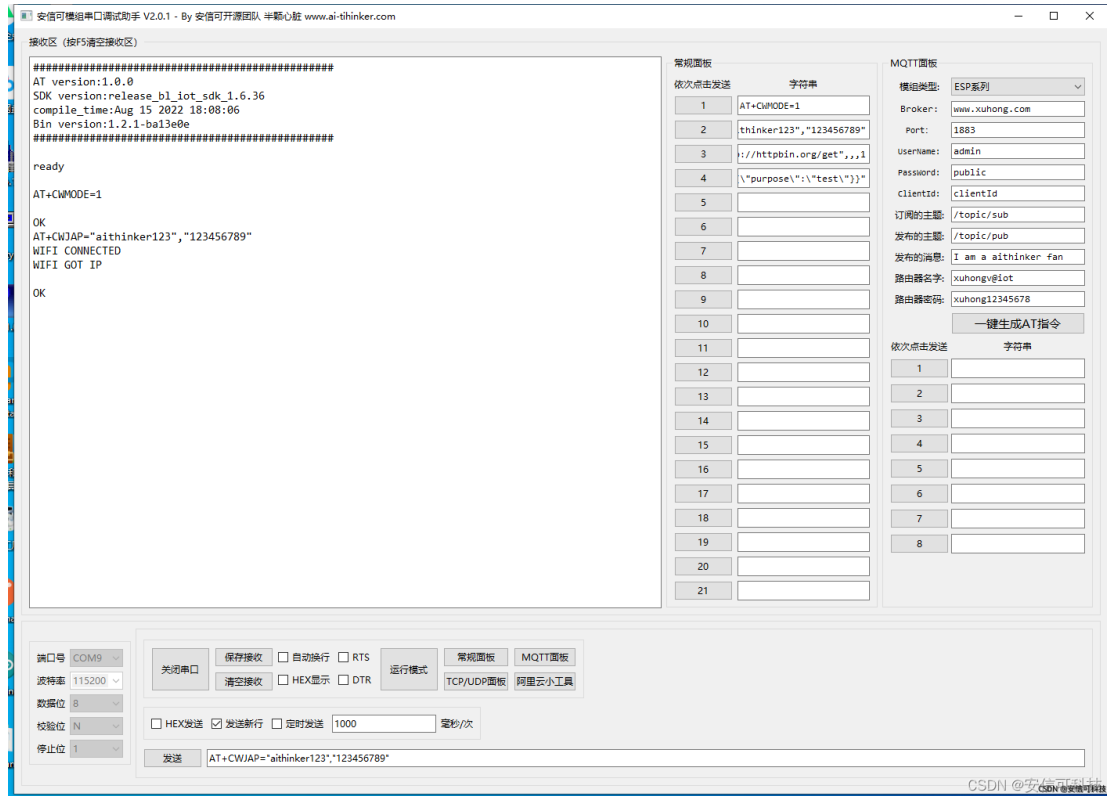 安信可模组串口调试助手 V2.0.1 - By 安信可开源团队 半颗心脏 www.ai-tihinker.com
接收区（按F5清空接收区）
################################################
AT version:1.0.0
SDK version:release_bl_iot_sdk_1.6.36
compile_time:Aug 15 2022 18:08:06
Bin version:1.2.1-ba13e0e
################################################
ready
AT+CWMODE=1
OK
AT+CWJAP="aithinker123","123456789"
WIFI CONNECTED
WIFI GOT IP
OK
常规面板
依次点击发送 字符串
1 AT+CWMODE=1
2 .thinker123","123456789"
3 ://httpbin.org/get",,,1
4 \"purpose\":\"test\"}}"
5
6
7
8
9
10
11
12
13
14
15
16
17
18
19
20
21
MQTT面板
模组类型: ESP系列
Broker: www.xuhong.com
Port: 1883
UserName: admin
PassWord: public
ClientId: clientId
订阅的主题: /topic/sub
发布的主题: /topic/pub
发布的消息: I am a aithinker fan
路由器名字: xuhongv@iot
路由器密码: xuhong12345678
一键生成AT指令
依次点击发送 字符串
1
2
3
4
5
6
7
8
端口号 COM9
波特率 115200
数据位 8
校验位 N
停止位 1
关闭串口
保存接收 自动换行 RTS
清空接收 HEX显示 DTR
运行模式
常规面板 MQTT面板
TCP/UDP面板 阿里云小工具
HEX发送 发送新行 定时发送 1000 毫秒/次
发送 AT+CWJAP="aithinker123","123456789"
CSDN @安信可科技
CSDN @安信可科技